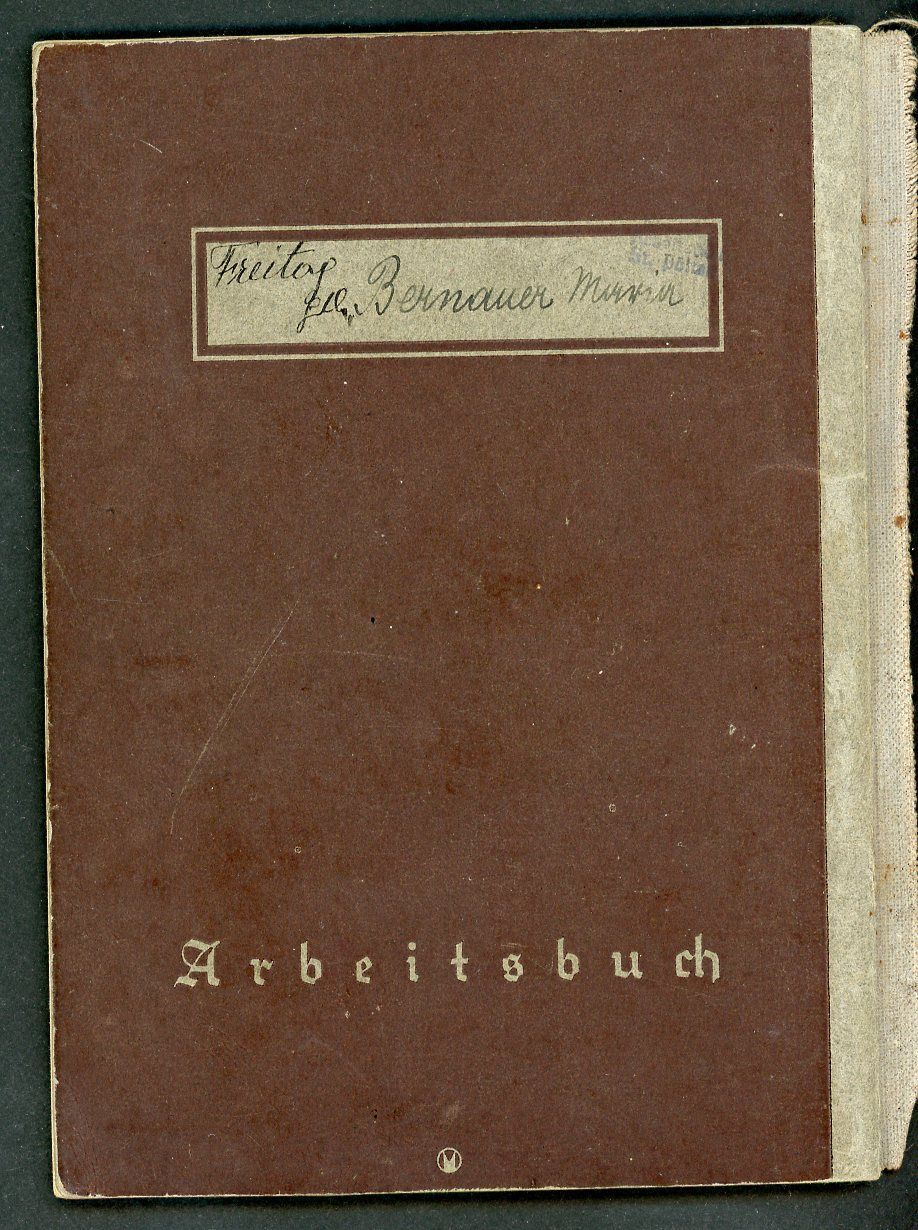 Freitag
geb. Bernauer Maria
Arbeitsbuch